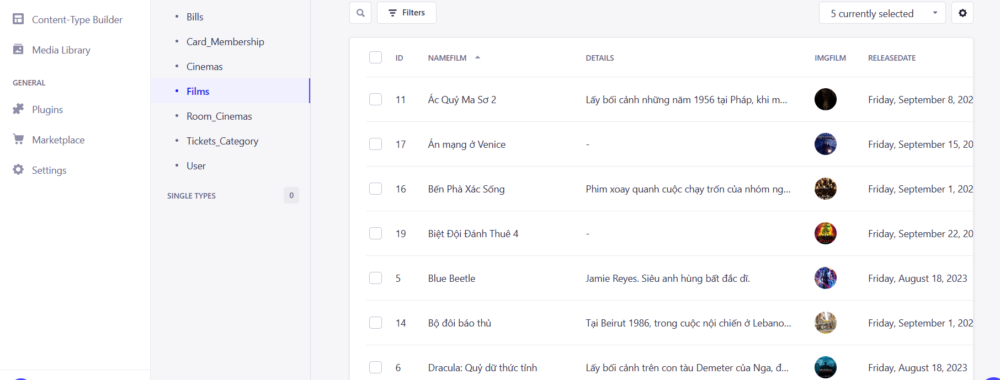 Content-Type Builder
Media Library
GENERAL
Plugins
Marketplace
Settings
Bills
Card_Membership
Cinemas
Films
Room_Cinemas
Tickets_Category
User
SINGLE TYPES 0
Filters
5 currently selected
ID NAMEFILM DETAILS IMGFILM RELEASEDATE
11 Ác Quỷ Ma Sơ 2 Lấy bối cảnh những năm 1956 tại Pháp, khi m... Friday, September 8, 202
17 Án mạng ở Venice - Friday, September 15, 20
16 Bến Phà Xác Sống Phim xoay quanh cuộc chạy trốn của nhóm ng... Friday, September 1, 202
19 Biệt Đội Đánh Thuê 4 - Friday, September 22, 20
5 Blue Beetle Jamie Reyes. Siêu anh hùng bất đắc dĩ. Friday, August 18, 2023
14 Bộ đôi báo thủ Tại Beirut 1986, trong cuộc nội chiến ở Lebano... Friday, September 1, 202
6 Dracula: Quỷ dữ thức tỉnh Lấy bối cảnh trên con tàu Demeter của Nga, đ... Friday, August 18, 2023